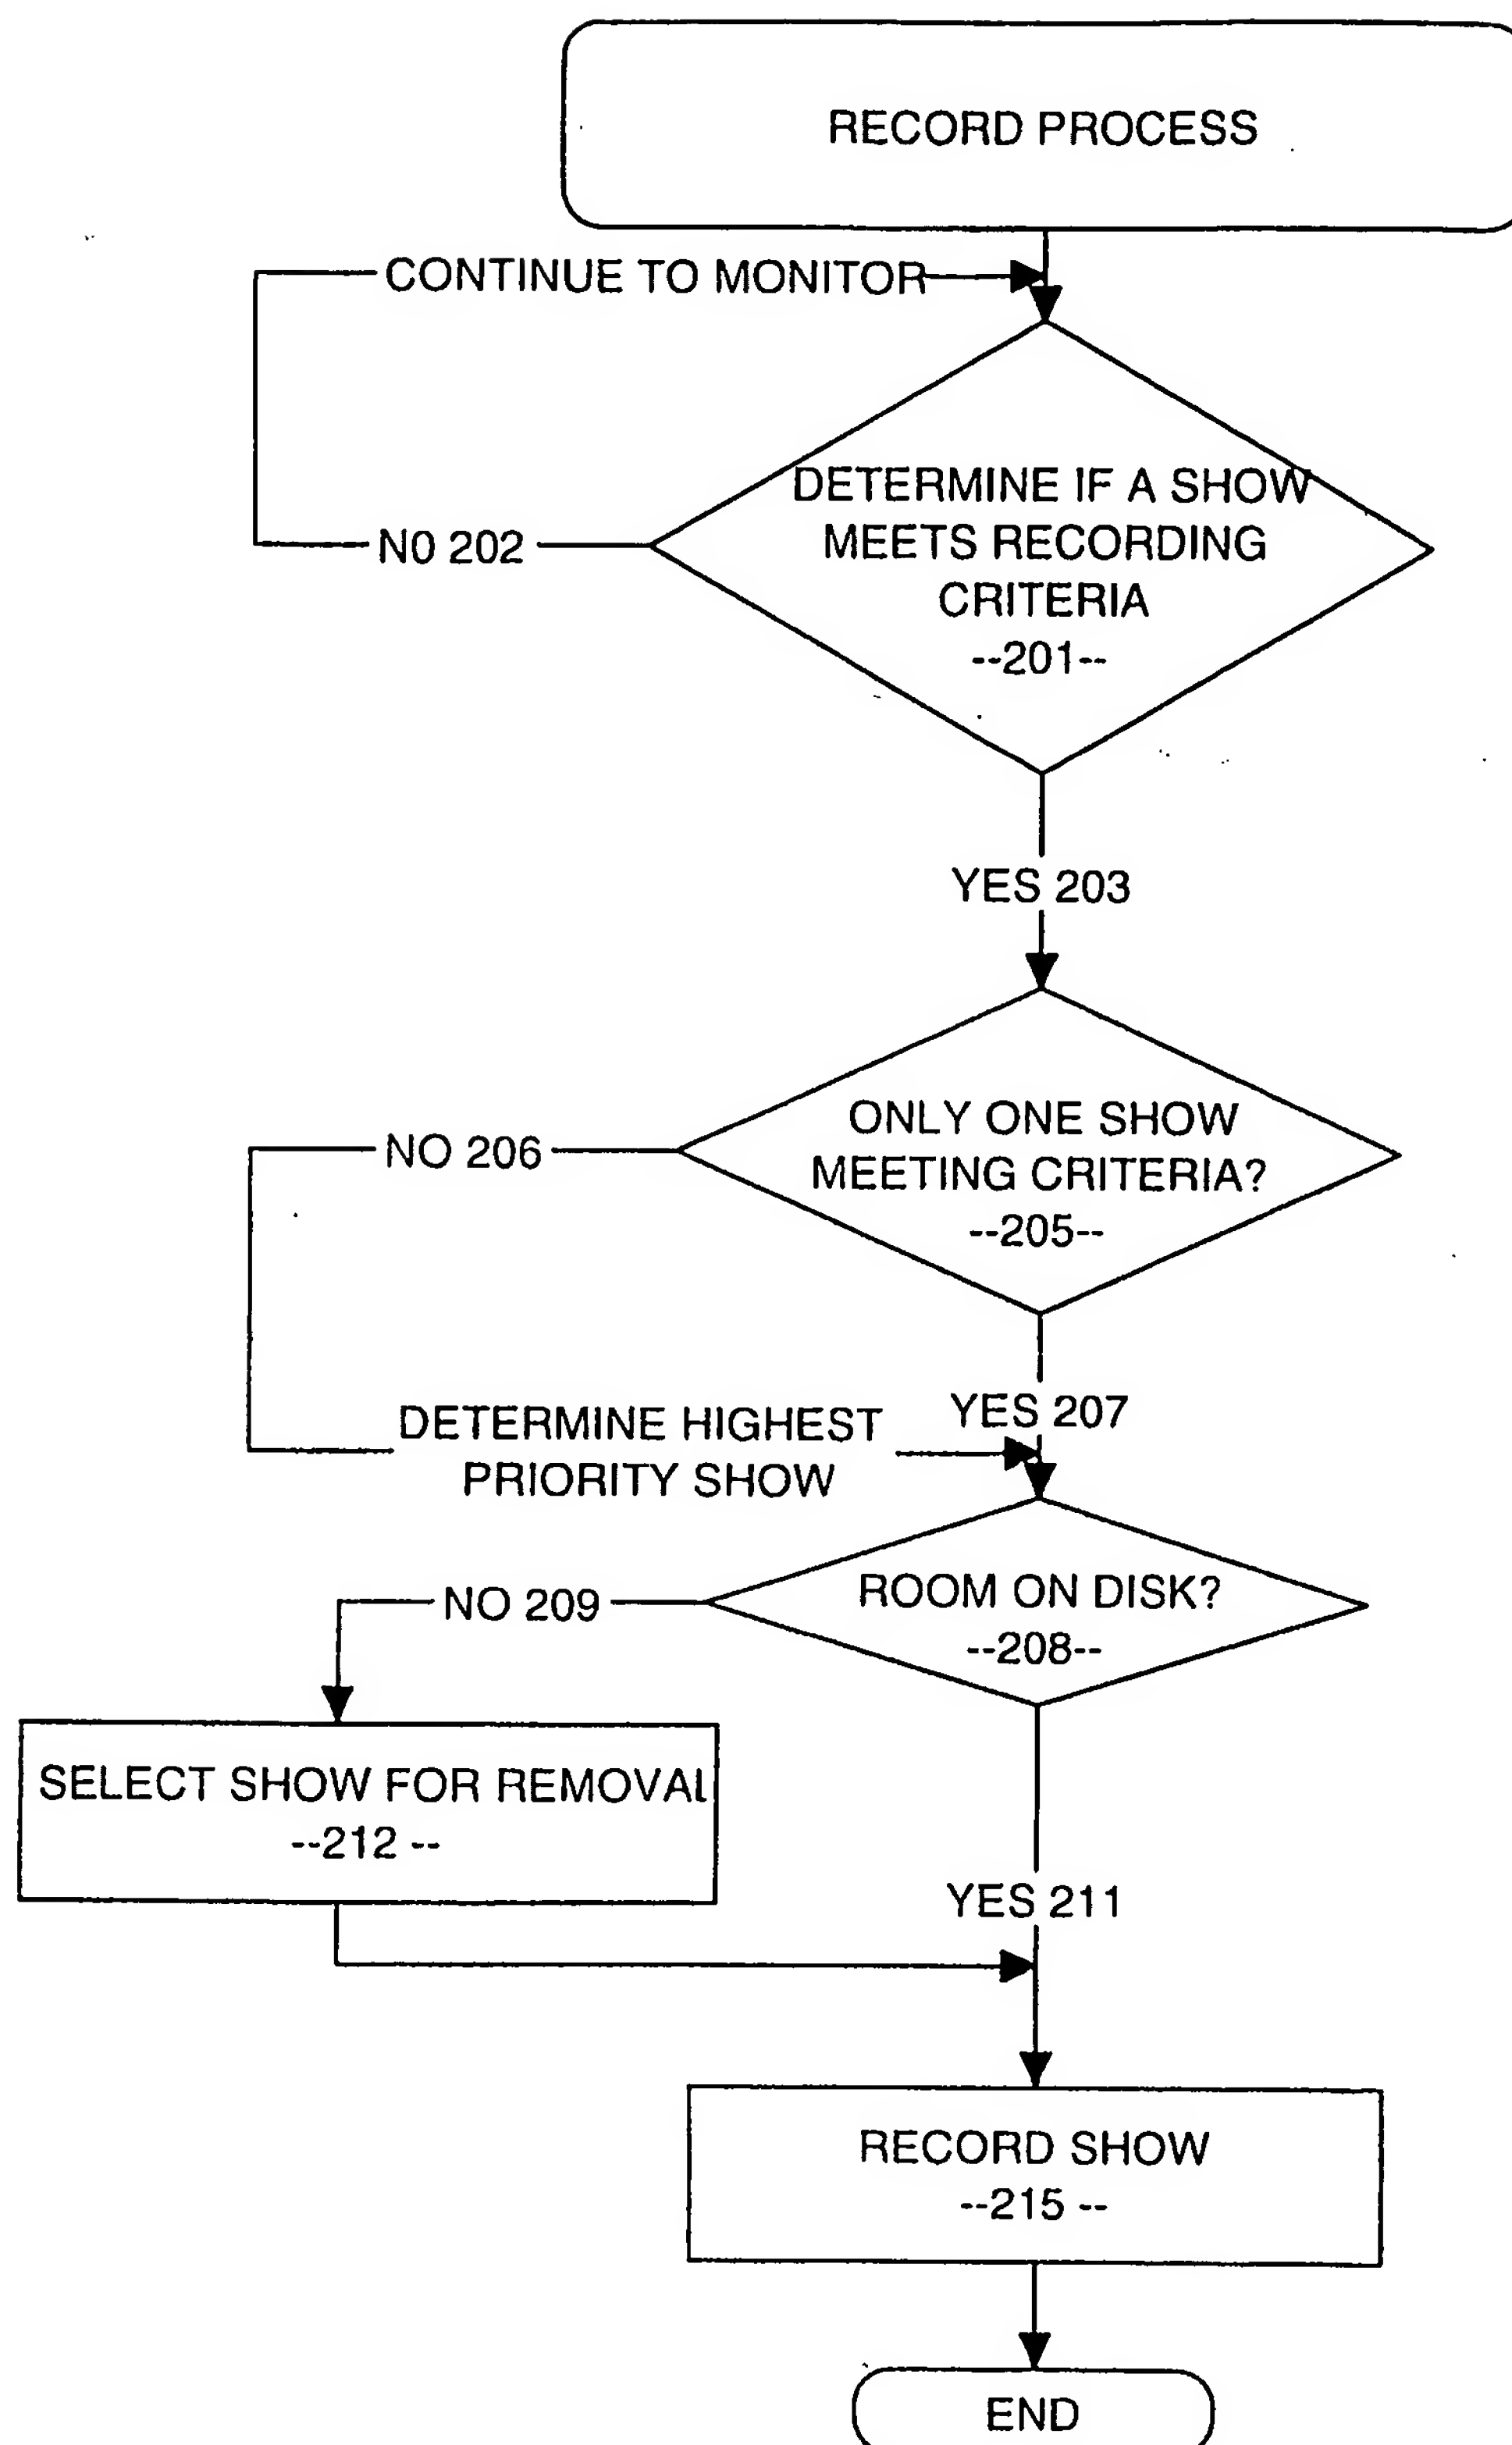 RECORD PROCESS
CONTINUE TO MONITOR
DETERMINE IF A SHOW
MEETS RECORDING
CRITERIA
--201--
N0 202
YES 203
ONLY ONE SHOW
MEETING CRITERIA?
--205--
NO 206
YES 207
DETERMINE HIGHEST
PRIORITY SHOW
ROOM ON DISK?
--208--
NO 209
SELECT SHOW FOR REMOVAL
--212 --
YES 211
RECORD SHOW
--215 --
END